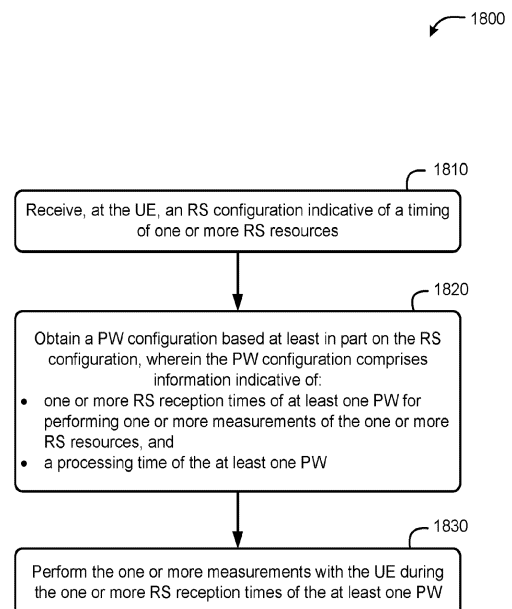 1800
1810
Receive, at the UE, an RS configuration indicative of a timing
of one or more RS resources
1820
Obtain a PW configuration based at least in part on the RS
configuration, wherein the PW configuration comprises
information indicative of:
• one or more RS reception times of at least one PW for
performing one or more measurements of the one or more
RS resources, and
• a processing time of the at least one PW
1830
Perform the one or more measurements with the UE during
the one or more RS reception times of the at least one PW